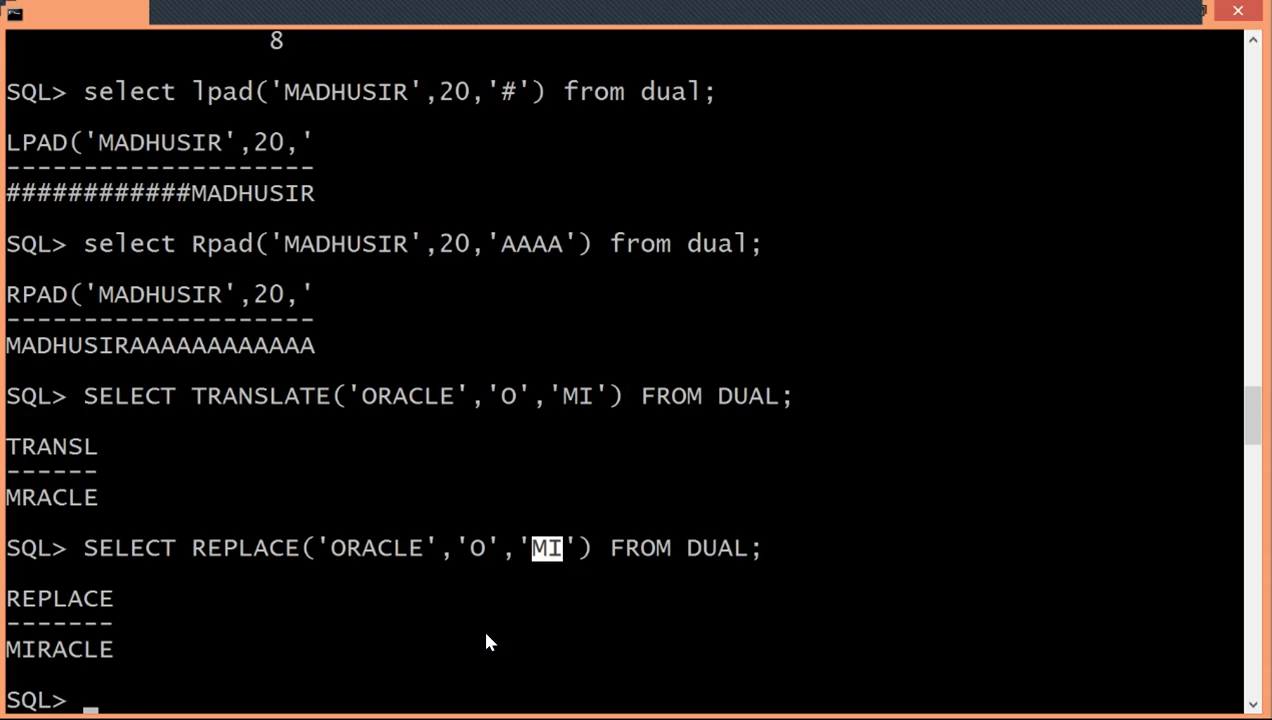 8
SQL> select lpad('MADHUSIR',20,'#') from dual;
LPAD('MADHUSIR',20,'
--------------------
############MADHUSIR
SQL> select Rpad('MADHUSIR',20,'AAAA') from dual;
RPAD('MADHUSIR',20,'
--------------------
MADHUSIRAAAAAAAAAAAA
SQL> SELECT TRANSLATE('ORACLE','O','MI') FROM DUAL;
TRANSL
------
MRACLE
SQL> SELECT REPLACE('ORACLE','O','MI') FROM DUAL;
REPLACE
-------
MIRACLE
SQL> _